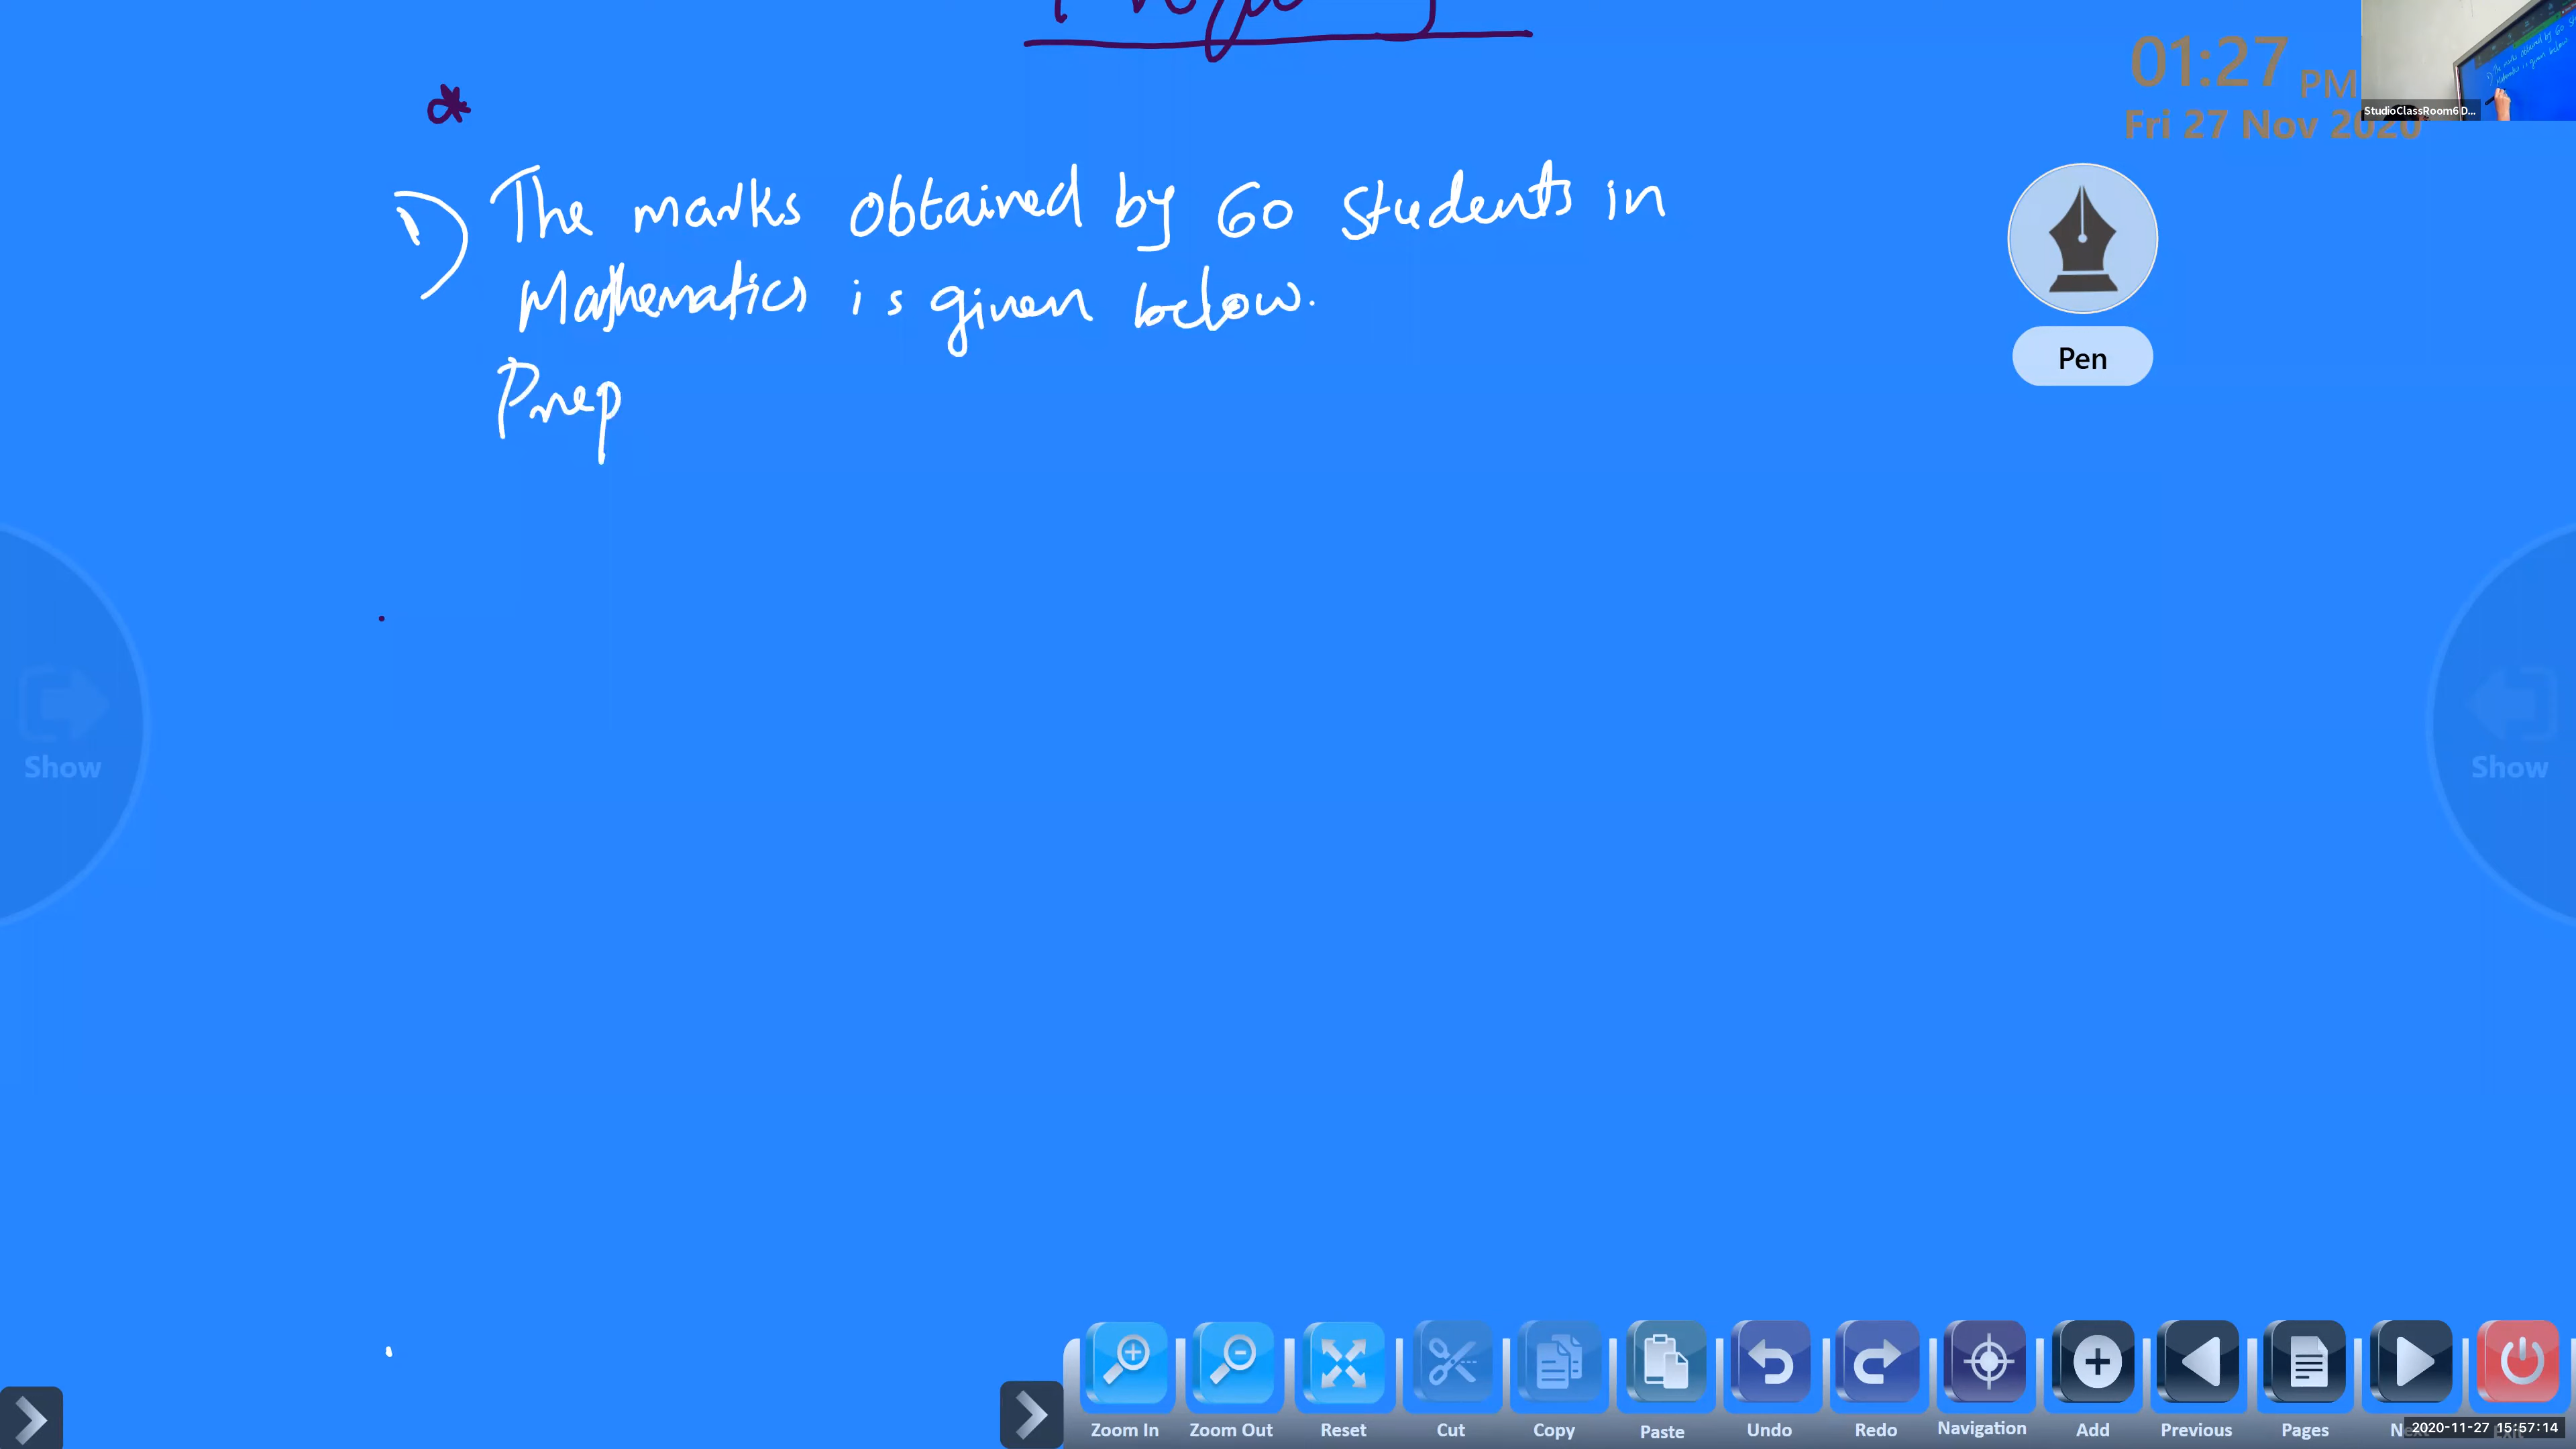 01:27 PM
Fri 27 Nov 2020
StudioClassRoom6 D...
1) The marks obtained by 60 students in
Mathematics is given below.
Prep
Pen
Show
Show
Zoom In Zoom Out Reset Cut Copy Paste Undo Redo Navigation Add Previous Pages
2020-11-27 15:57:14